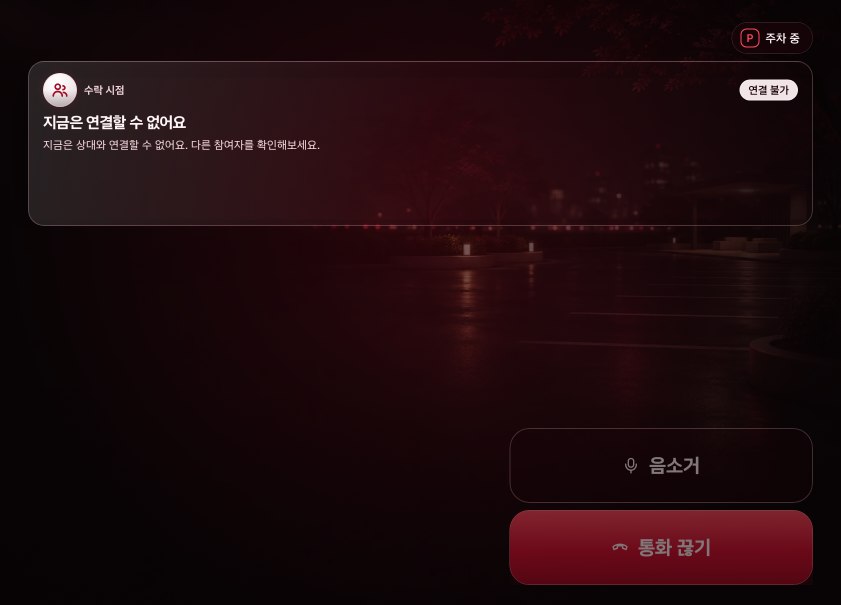 P 주차 중
수락 시점
연결 불가
지금은 연결할 수 없어요
지금은 상대와 연결할 수 없어요. 다른 참여자를 확인해보세요.
음소거
통화 끊기